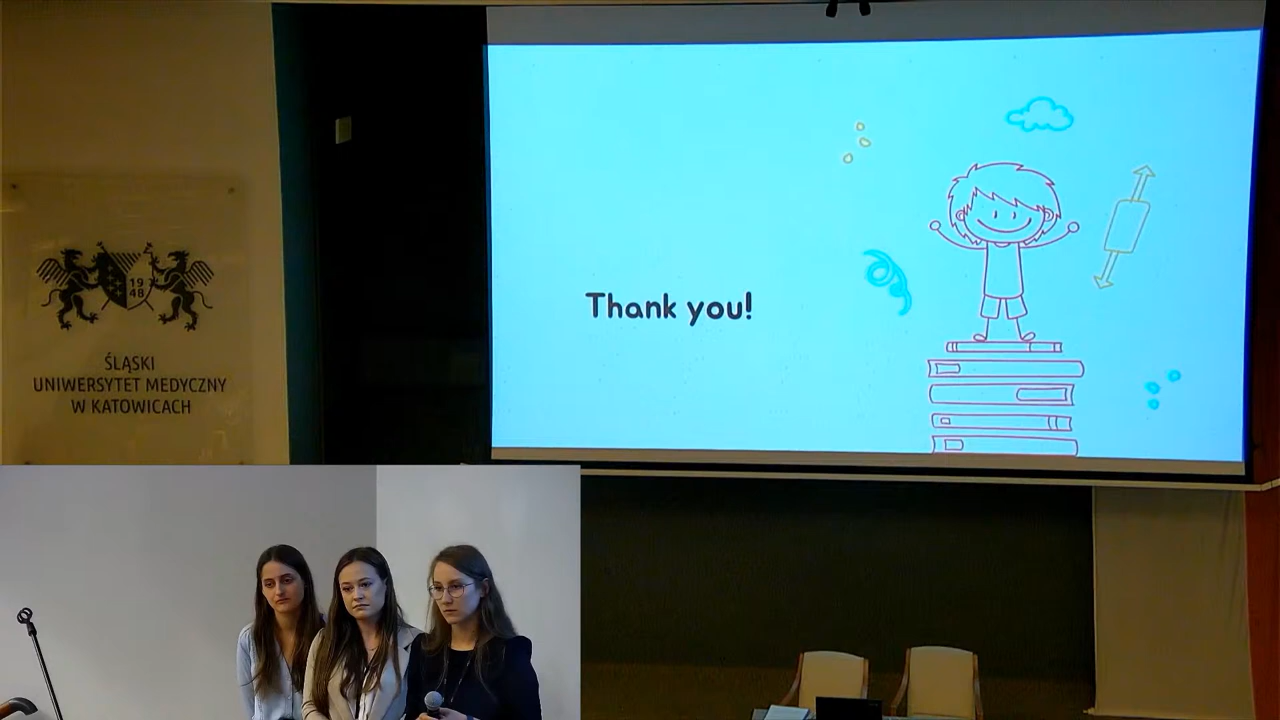 19
48
ŚLĄSKI
UNIWERSYTET MEDYCZNY
W KATOWICACH
Thank you!